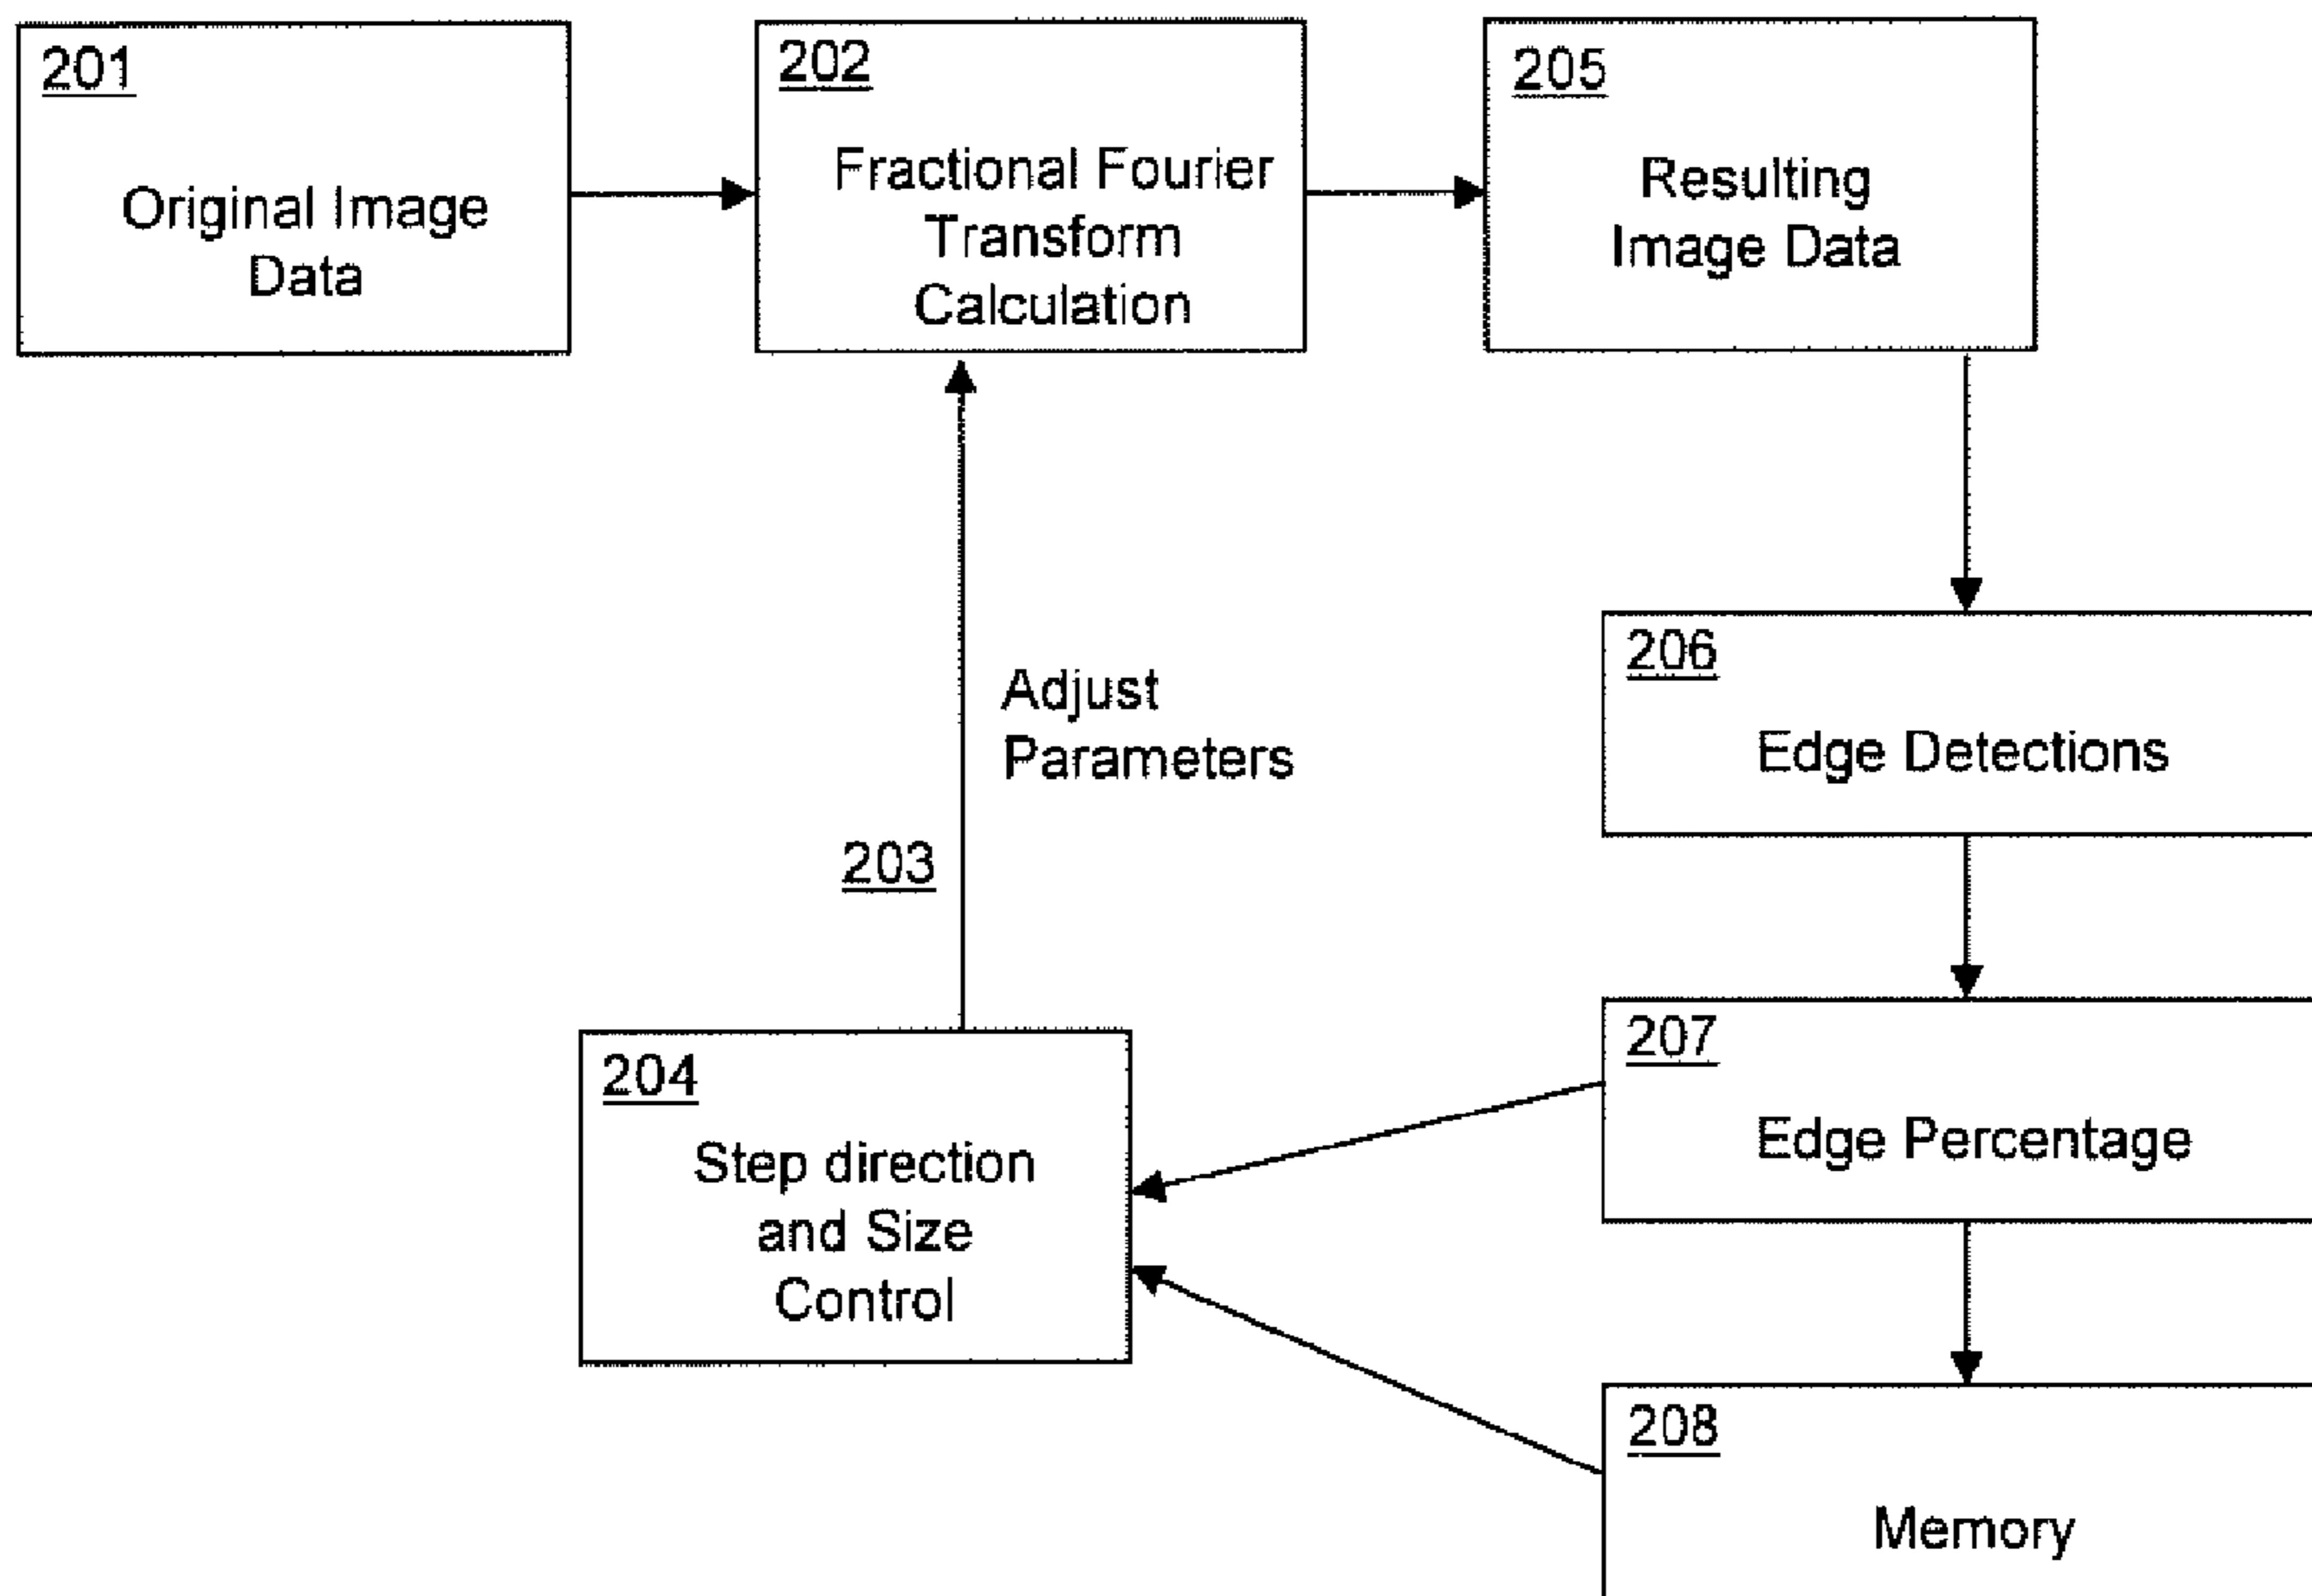 201
Original Image
Data
202
Fractional Fourier
Transform
Calculation
205
Resulting
Image Data
206
Edge Detections
Adjust
Parameters
203
207
Edge Percentage
204
Step direction
and Size
Control
208
Memory